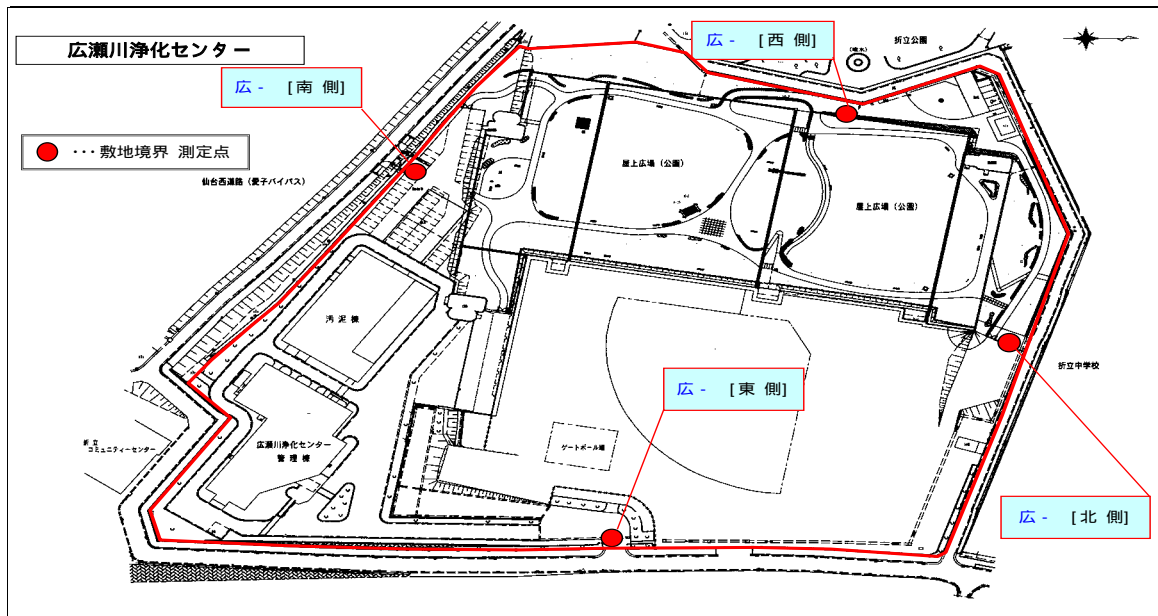 広瀬川浄化センター
広 - [西 側]
折立公園
(噴水)
広 - [南 側]
●・・・敷地境界 測定点
仙台西道路(愛子バイパス)
屋上広場(公園)
屋上広場(公園)
汚泥棟
折立中学校
広 - [東 側]
折立
コミュニティーセンター
広瀬川浄化センター
管理棟
ゲートボール場
広 - [北 側]